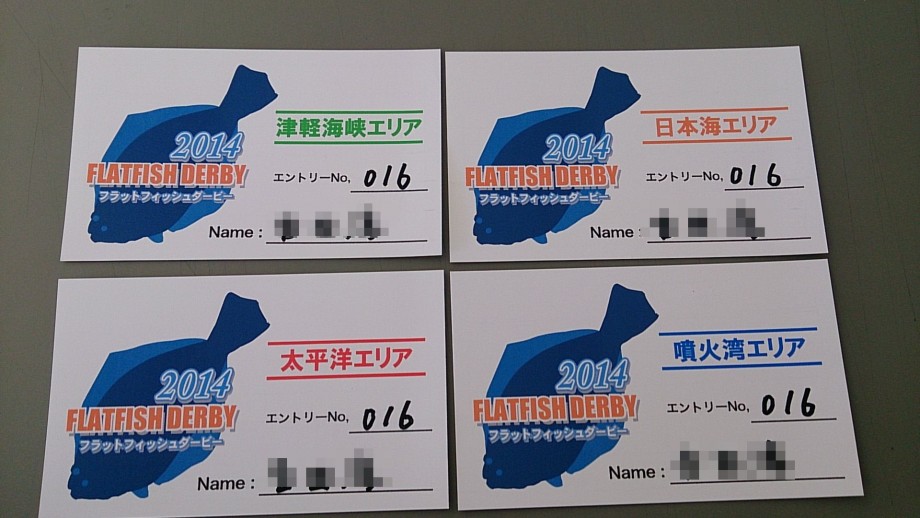 津軽海峡エリア
2014
FLATFISH DERBY
フラットフィッシュダービー
エントリーNo, 016
Name :
日本海エリア
2014
FLATFISH DERBY
フラットフィッシュダービー
エントリーNo, 016
Name :
太平洋エリア
2014
FLATFISH DERBY
フラットフィッシュダービー
エントリーNo, 016
Name :
噴火湾エリア
2014
FLATFISH DERBY
フラットフィッシュダービー
エントリーNo, 016
Name :